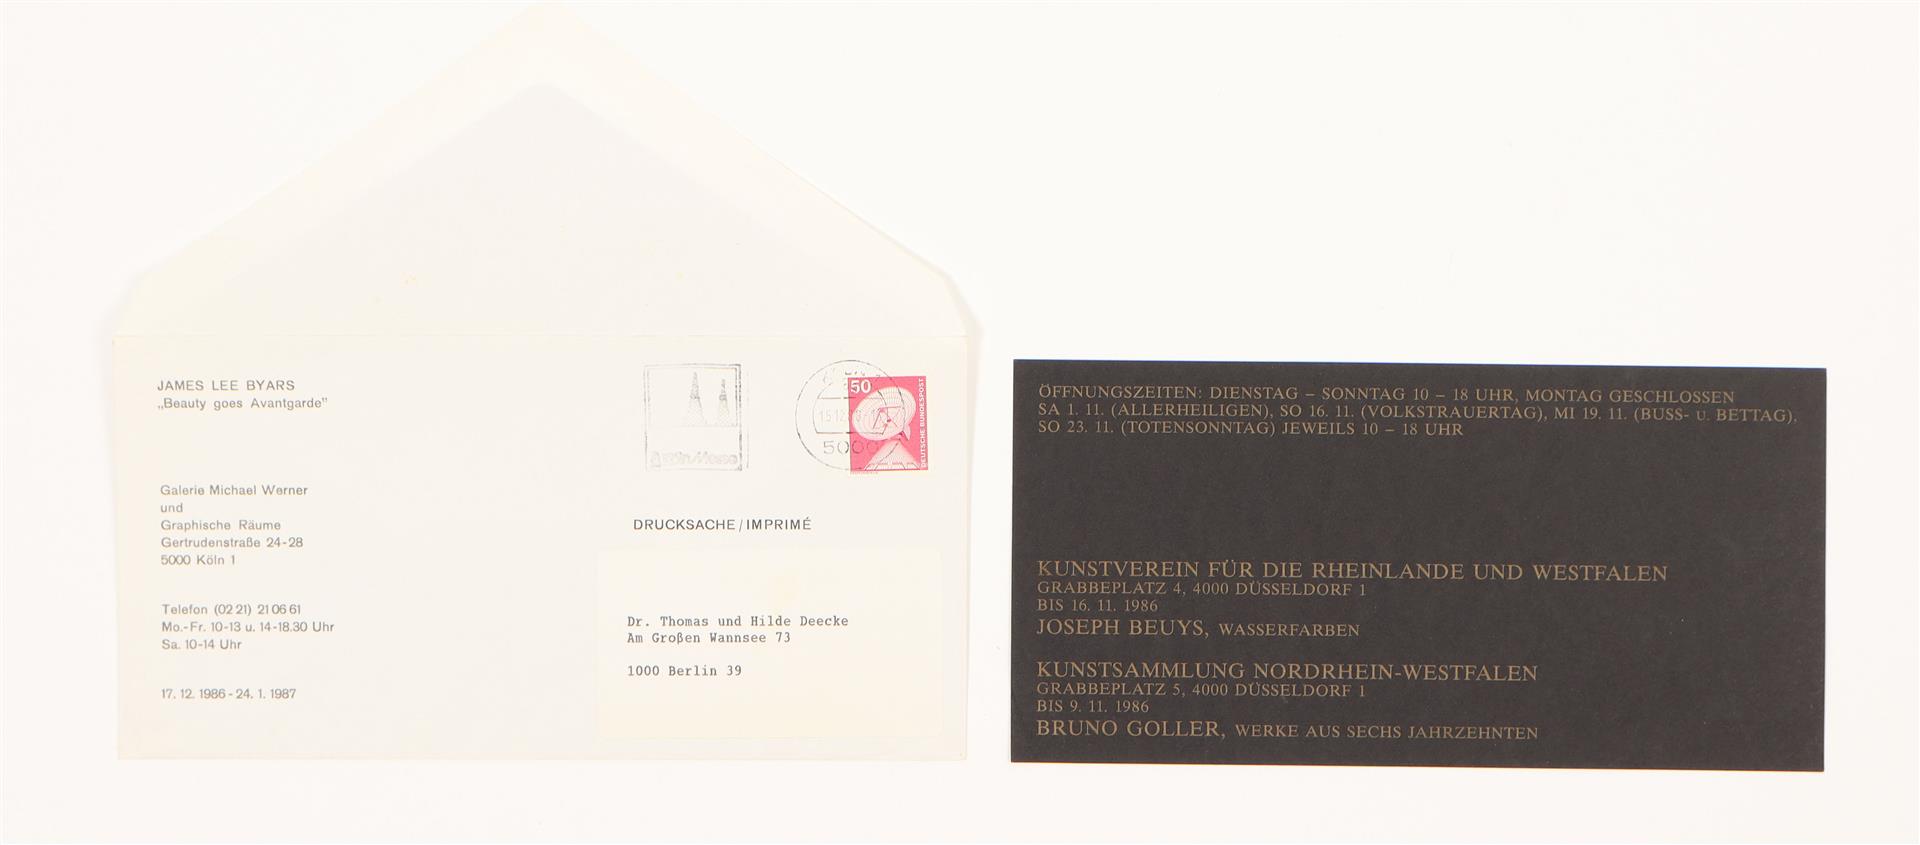 JAMES LEE BYARS
„Beauty goes Avantgarde”
Galerie Michael Werner
und
Graphische Räume
Gertrudenstraße 24-28
5000 Köln 1
Telefon (02 21) 21 06 61
Mo.-Fr. 10-13 u. 14-18.30 Uhr
Sa. 10-14 Uhr
17. 12. 1986 - 24. 1. 1987
50
DEUTSCHE BUNDESPOST
5000
DRUCKSACHE/IMPRIMÉ
Dr. Thomas und Hilde Deecke
Am Großen Wannsee 73
1000 Berlin 39
ÖFFNUNGSZEITEN: DIENSTAG – SONNTAG 10 – 18 UHR, MONTAG GESCHLOSSEN
SA 1. 11. (ALLERHEILIGEN), SO 16. 11. (VOLKSTRAUERTAG), MI 19. 11. (BUSS- U. BETTAG),
SO 23. 11. (TOTENSONNTAG) JEWEILS 10 – 18 UHR
KUNSTVEREIN FÜR DIE RHEINLANDE UND WESTFALEN
GRABBEPLATZ 4, 4000 DÜSSELDORF 1
BIS 16. 11. 1986
JOSEPH BEUYS, WASSERFARBEN
KUNSTSAMMLUNG NORDRHEIN-WESTFALEN
GRABBEPLATZ 5, 4000 DÜSSELDORF 1
BIS 9. 11. 1986
BRUNO GOLLER, WERKE AUS SECHS JAHRZEHNTEN